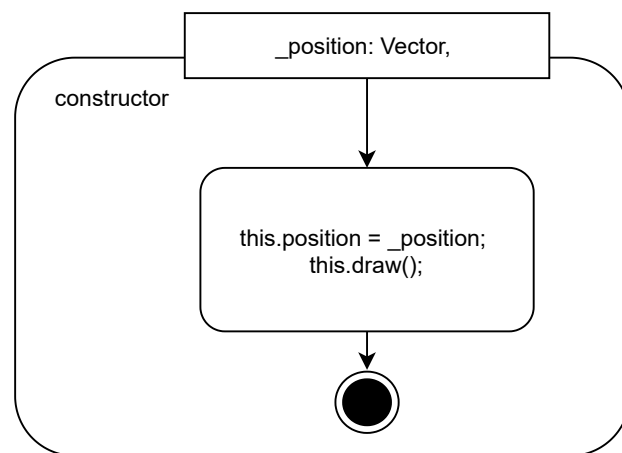 _position: Vector,
constructor
this.position = _position;
this.draw();